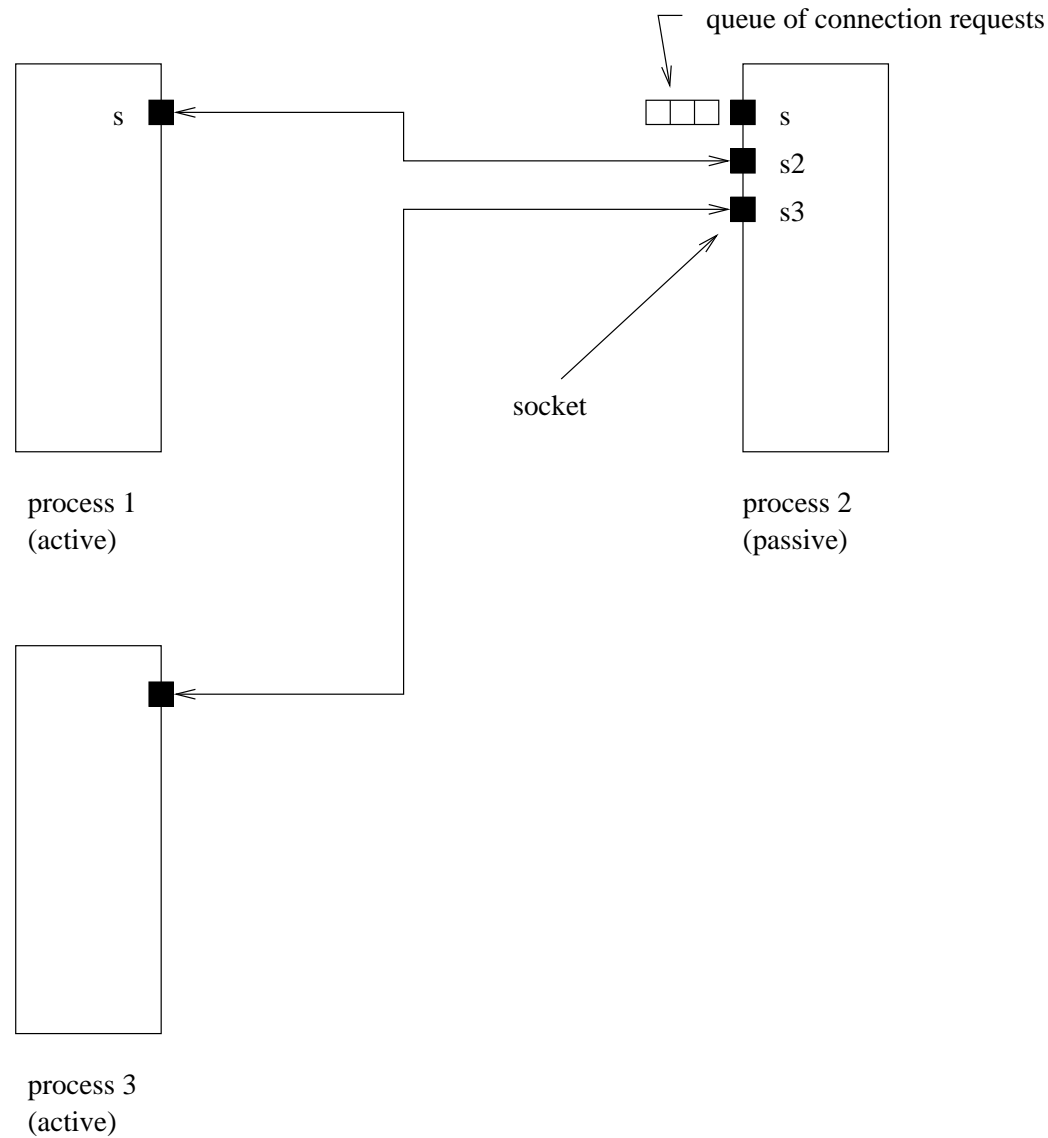 queue of connection requests
s
s
s2
s3
socket
process 1
(active)
process 2
(passive)
process 3
(active)